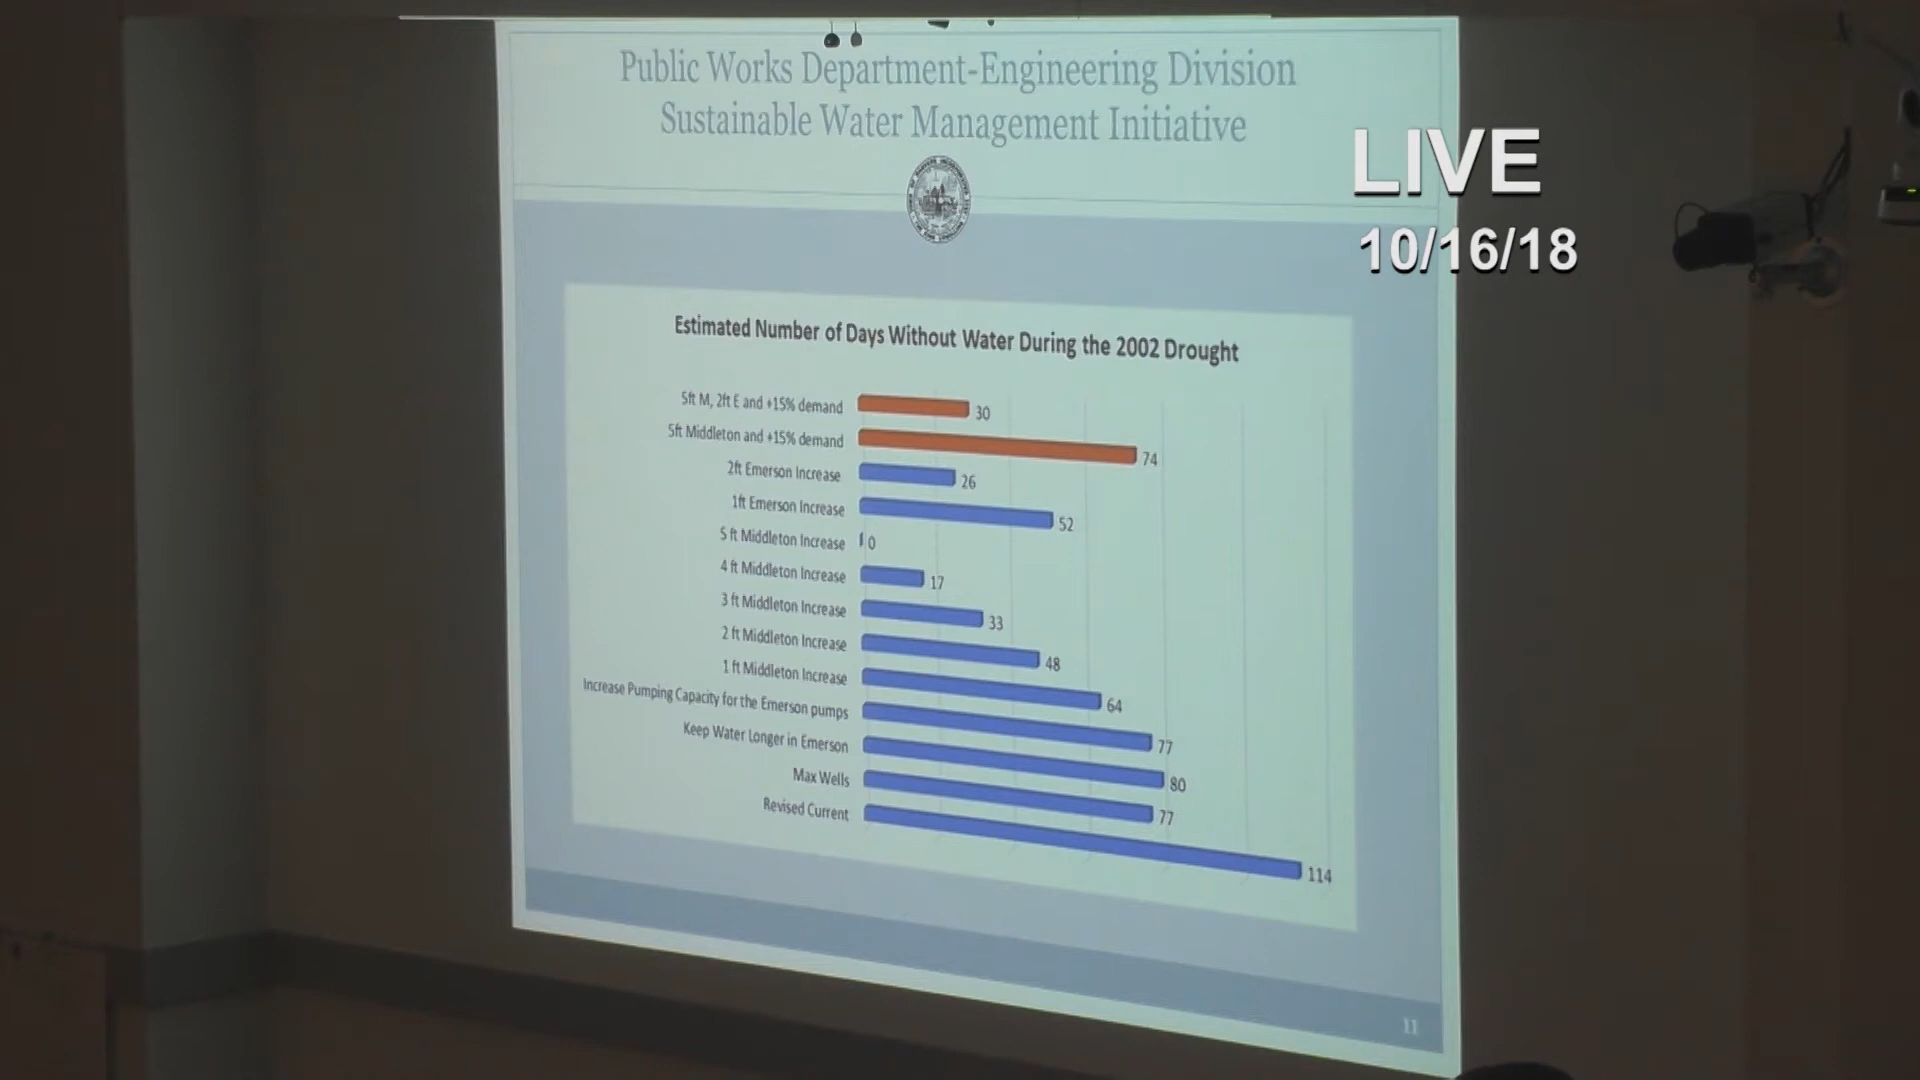 Public Works Department-Engineering Division
Sustainable Water Management Initiative
LIVE
10/16/18
Estimated Number of Days Without Water During the 2002 Drought
5ft M, 2ft E and +15% demand 30
5ft Middleton and +15% demand 74
2ft Emerson Increase 26
1ft Emerson Increase 52
5 ft Middleton Increase 0
4 ft Middleton Increase 17
3 ft Middleton Increase 33
2 ft Middleton Increase 48
1 ft Middleton Increase 64
Increase Pumping Capacity for the Emerson pumps 77
Keep Water Longer in Emerson 80
Max Wells 77
Revised Current 114
11